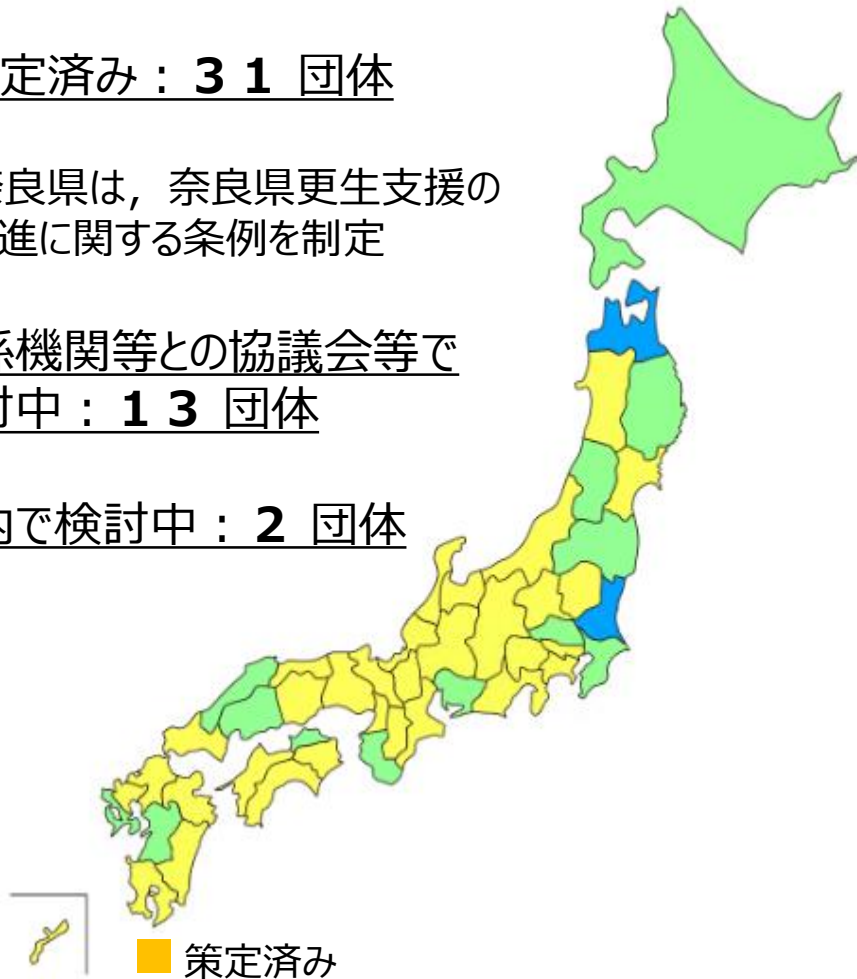 定済み：３１ 団体
良県は，奈良県更生支援の
進に関する条例を制定
機関等との協議会等で
中：１３ 団体
で検討中：２ 団体
策定済み